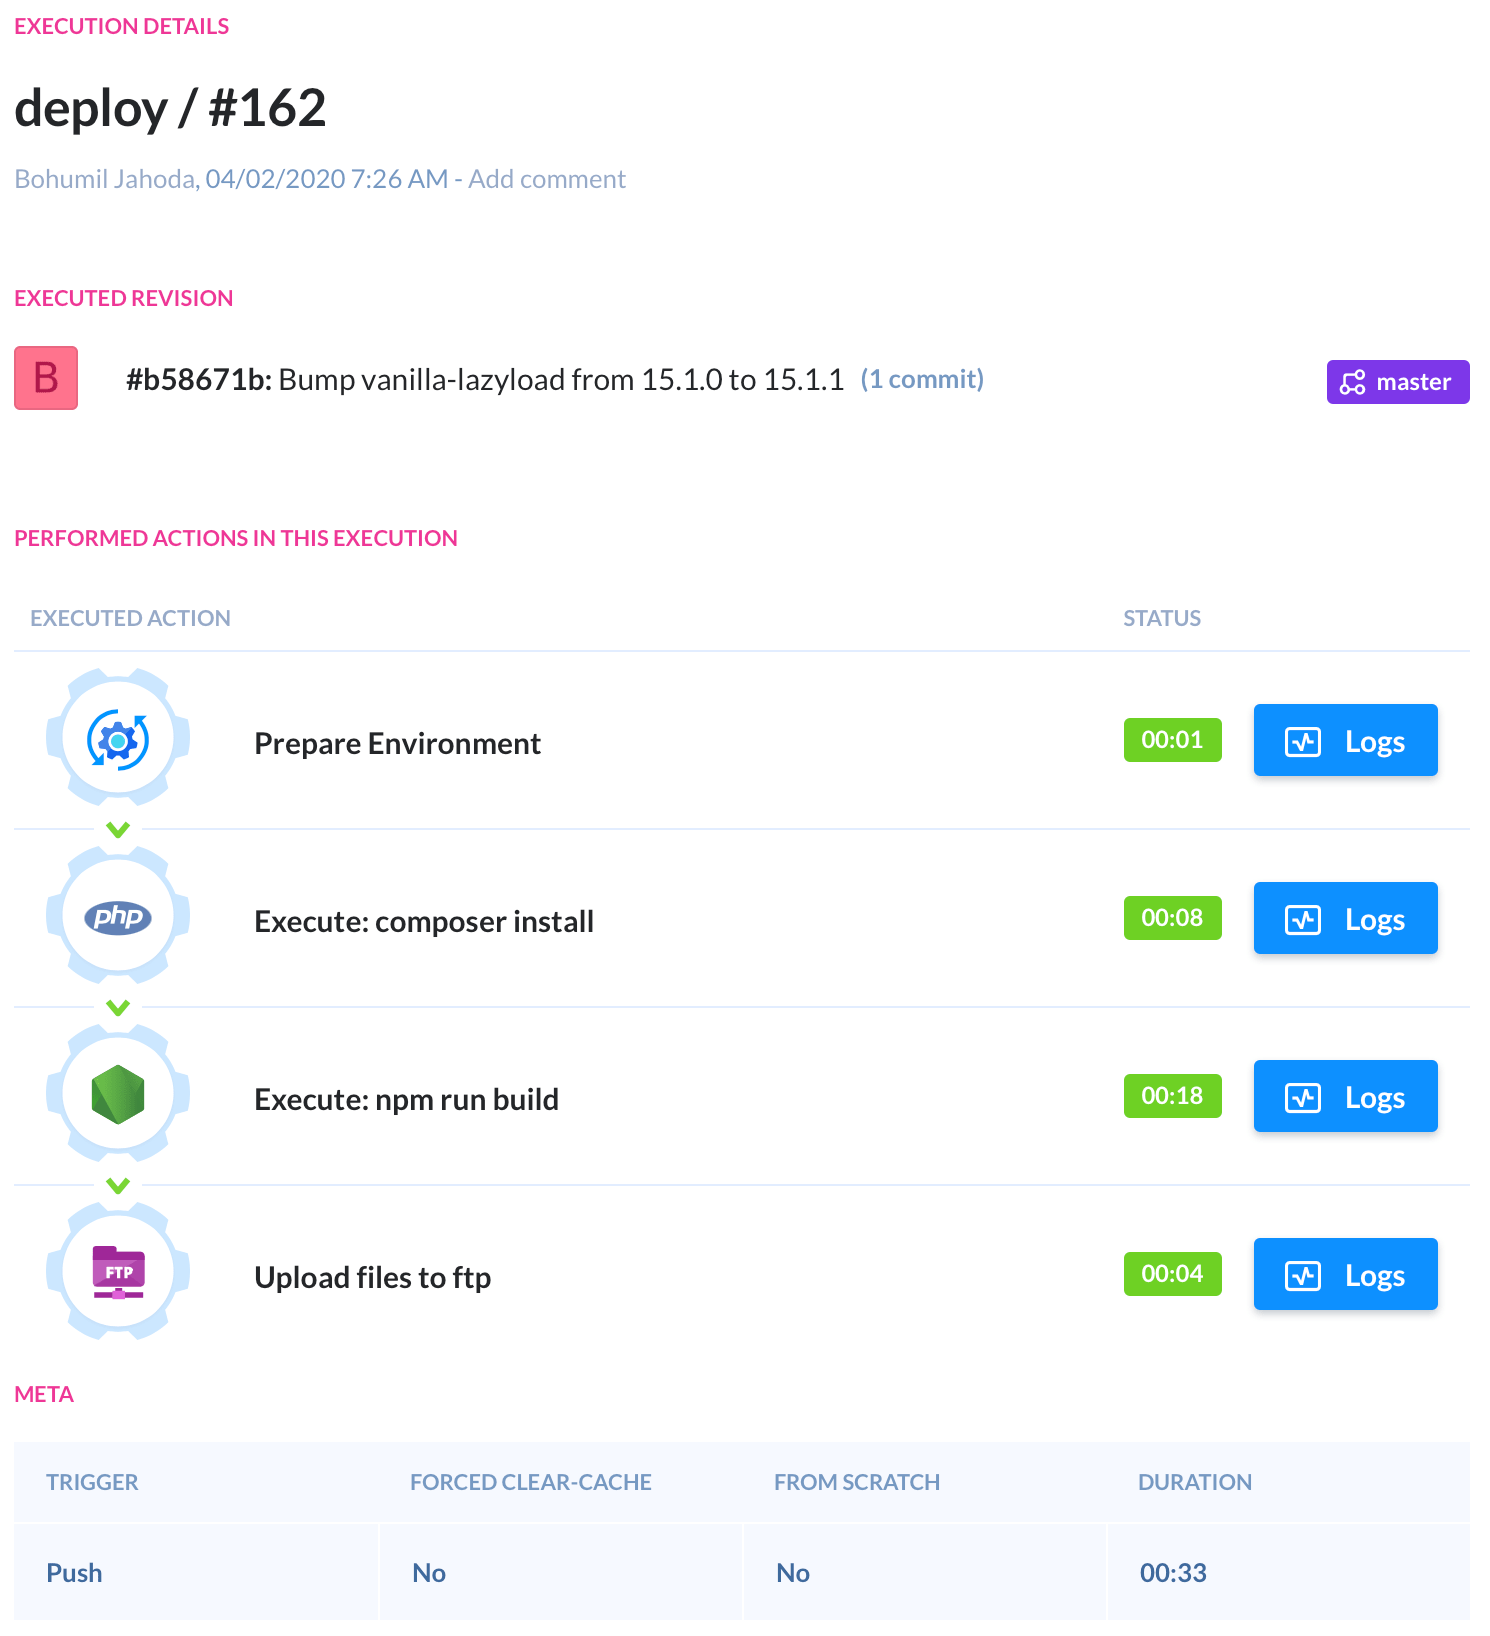 EXECUTION DETAILS
deploy / #162
Bohumil Jahoda, 04/02/2020 7:26 AM - Add comment
EXECUTED REVISION
B #b58671b: Bump vanilla-lazyload from 15.1.0 to 15.1.1 (1 commit) master
PERFORMED ACTIONS IN THIS EXECUTION
EXECUTED ACTION STATUS
Prepare Environment 00:01 Logs
php Execute: composer install 00:08 Logs
Execute: npm run build 00:18 Logs
FTP Upload files to ftp 00:04 Logs
META
TRIGGER FORCED CLEAR-CACHE FROM SCRATCH DURATION
Push No No 00:33